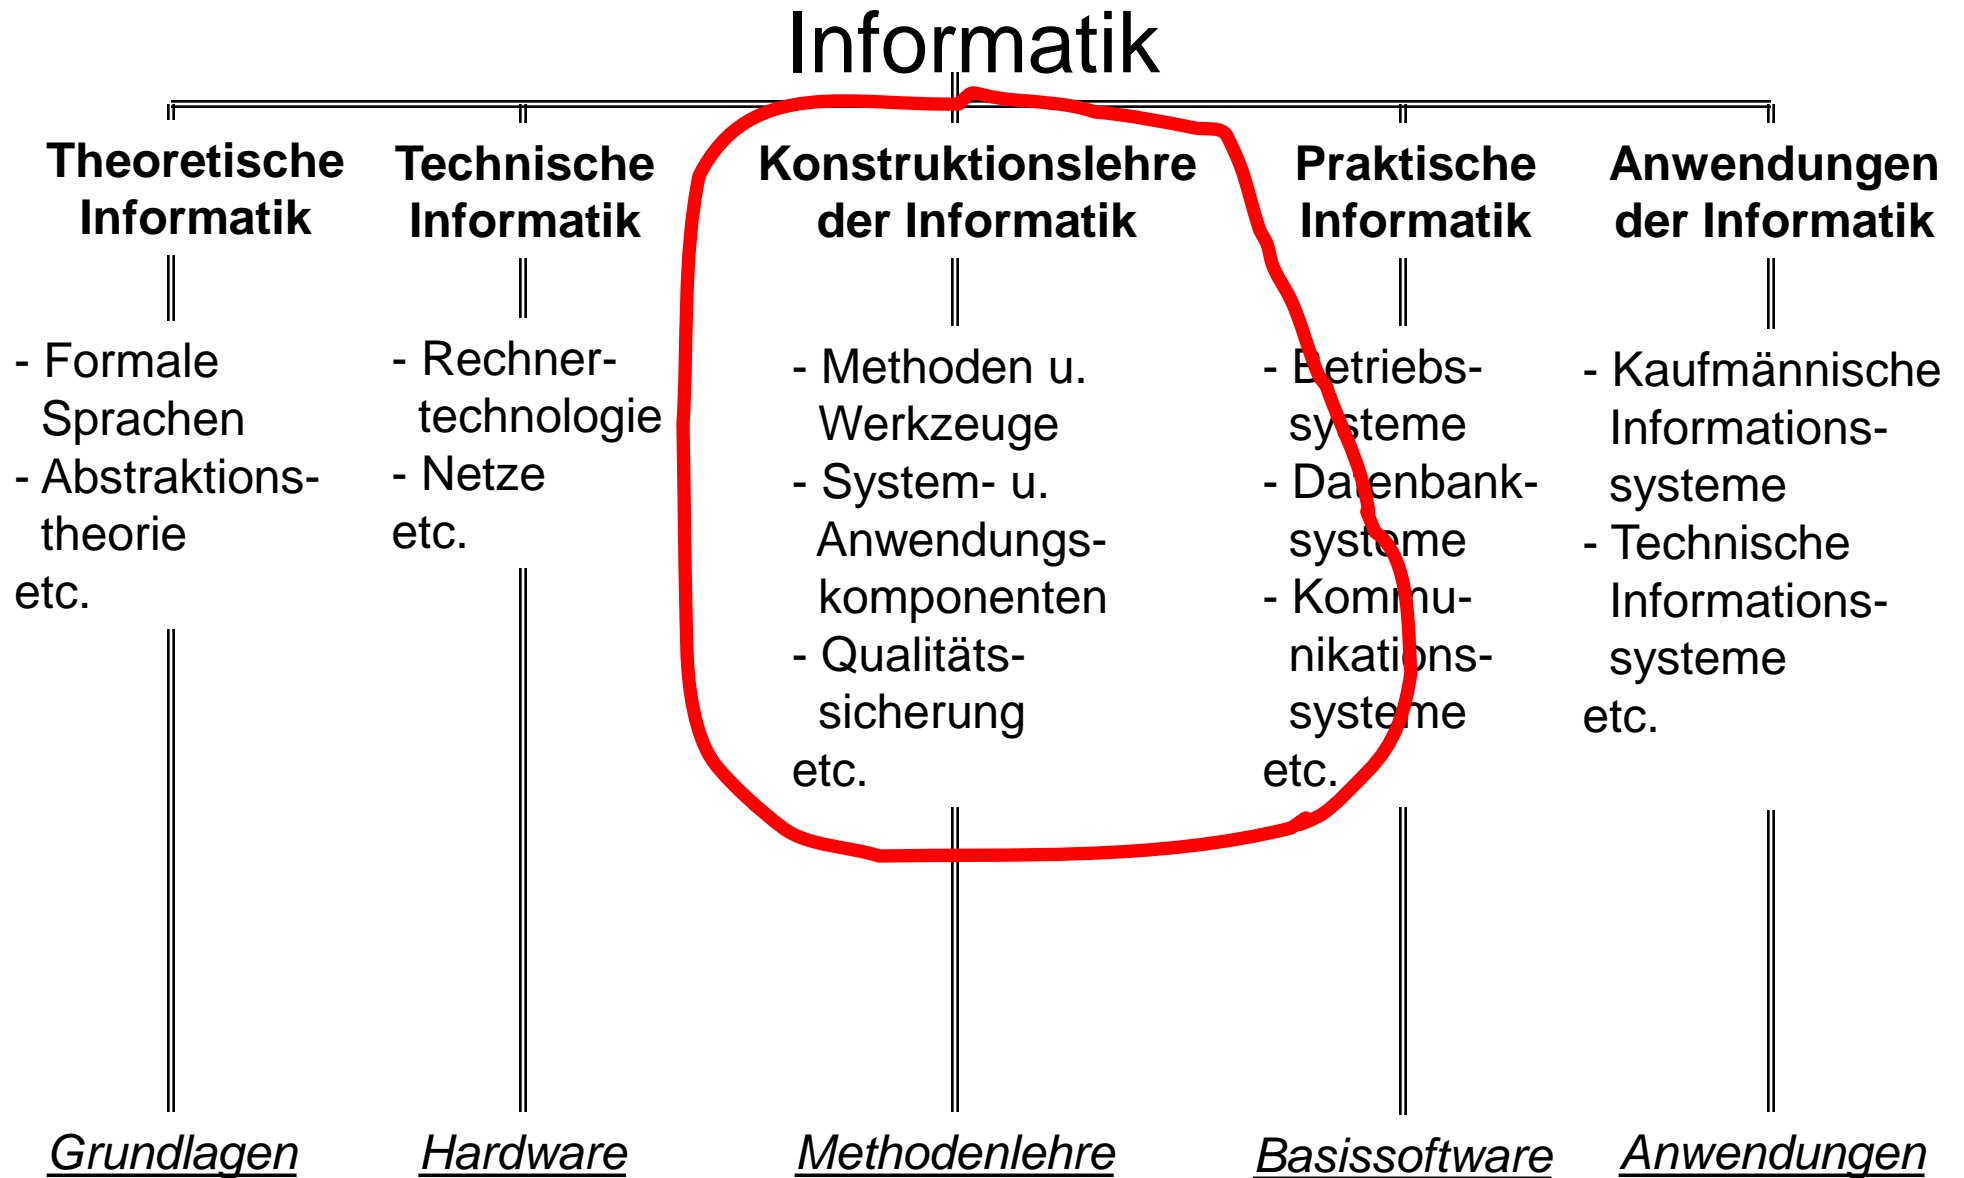 Informatik
Theoretische
Informatik
- Formale
Sprachen
- Abstraktions-
theorie
etc.
Grundlagen
Technische
Informatik
- Rechner-
technologie
- Netze
etc.
Hardware
Konstruktionslehre
der Informatik
- Methoden u.
Werkzeuge
- System- u.
Anwendungs-
komponenten
- Qualitäts-
sicherung
etc.
Methodenlehre
Praktische
Informatik
- Betriebs-
systeme
- Datenbank-
systeme
- Kommu-
nikations-
systeme
etc.
Basissoftware
Anwendungen
der Informatik
- Kaufmännische
Informations-
systeme
- Technische
Informations-
systeme
etc.
Anwendungen